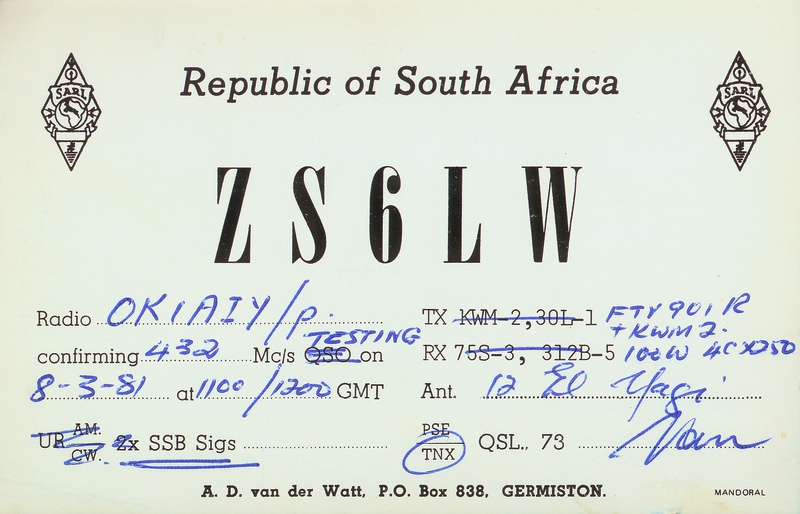 Republic of South Africa
SARL
SARL
ZS6LW
Radio OK1AIY/p. TX KWM-2,30L-1 FTV901R
+ KWM2.
confirming 432 Mc/s QSO TESTING on RX 75S-3, 312B-5 100W 4CX250
8-3-81 at 1100/1200 GMT Ant. 12 El Yagi
UR AM. CW. 2x SSB Sigs PSE TNX QSL., 73
A. D. van der Watt, P.O. Box 838, GERMISTON.
MANDORAL